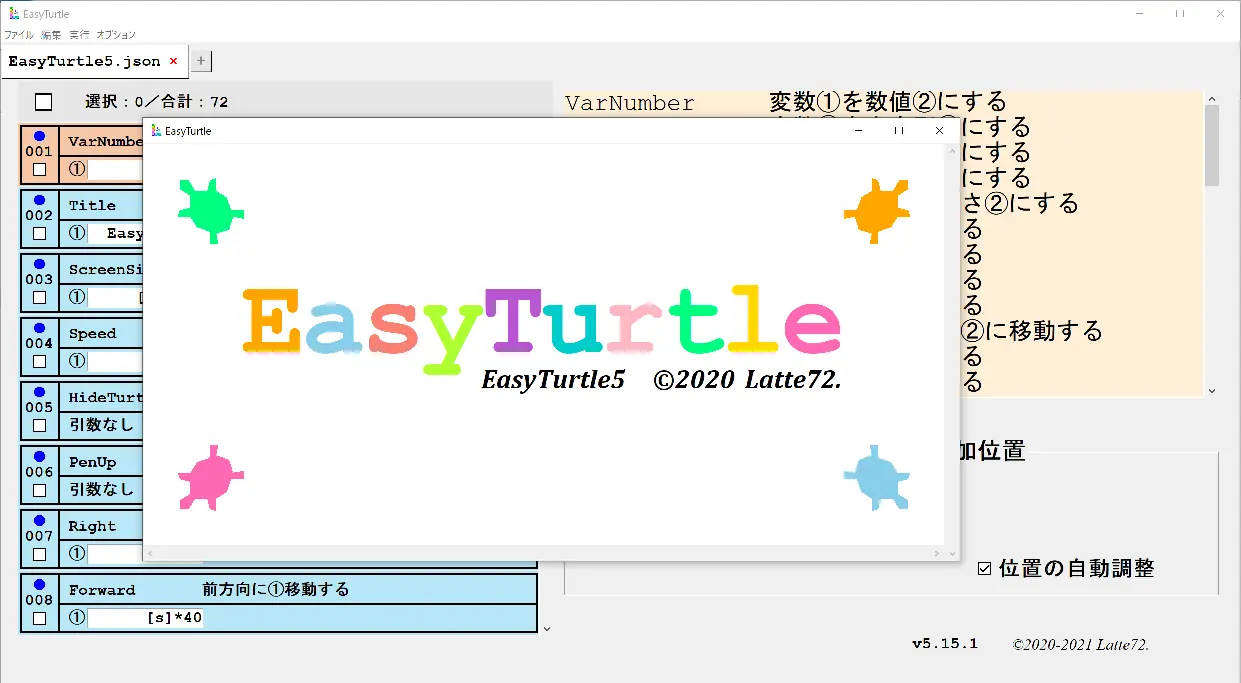 EasyTurtle
ファイル 編集 実行 オプション
EasyTurtle5.json × +
選択：0／合計：72
VarNumber 変数①を数値②にする
にする
にする
にする
さ②にする
る
る
る
る
②に移動する
る
る
001 VarNumbe
①
002 Title
① Easy
003 ScreenSi
①
004 Speed
①
005 HideTurt
引数なし
006 PenUp
引数なし
007 Right
①
008 Forward 前方向に①移動する
① [s]*40
EasyTurtle
EasyTurtle
EasyTurtle5 ©2020 Latte72.
加位置
位置の自動調整
v5.15.1 ©2020-2021 Latte72.